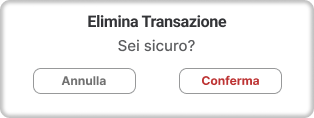 Elimina Transazione
Sei sicuro?
Annulla
Conferma